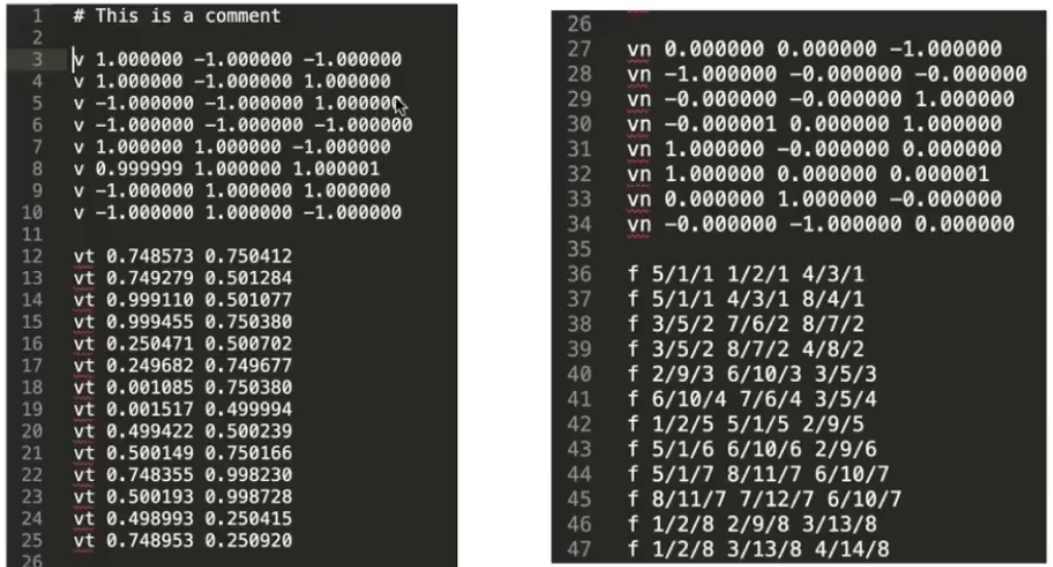 1 # This is a comment
2
3 v 1.000000 -1.000000 -1.000000
4 v 1.000000 -1.000000 1.000000
5 v -1.000000 -1.000000 1.000000
6 v -1.000000 -1.000000 -1.000000
7 v 1.000000 1.000000 -1.000000
8 v 0.999999 1.000000 1.000001
9 v -1.000000 1.000000 1.000000
10 v -1.000000 1.000000 -1.000000
11
12 vt 0.748573 0.750412
13 vt 0.749279 0.501284
14 vt 0.999110 0.501077
15 vt 0.999455 0.750380
16 vt 0.250471 0.500702
17 vt 0.249682 0.749677
18 vt 0.001085 0.750380
19 vt 0.001517 0.499994
20 vt 0.499422 0.500239
21 vt 0.500149 0.750166
22 vt 0.748355 0.998230
23 vt 0.500193 0.998728
24 vt 0.498993 0.250415
25 vt 0.748953 0.250920
26
26
27 vn 0.000000 0.000000 -1.000000
28 vn -1.000000 -0.000000 -0.000000
29 vn -0.000000 -0.000000 1.000000
30 vn -0.000001 0.000000 1.000000
31 vn 1.000000 -0.000000 0.000000
32 vn 1.000000 0.000000 0.000001
33 vn 0.000000 1.000000 -0.000000
34 vn -0.000000 -1.000000 0.000000
35
36 f 5/1/1 1/2/1 4/3/1
37 f 5/1/1 4/3/1 8/4/1
38 f 3/5/2 7/6/2 8/7/2
39 f 3/5/2 8/7/2 4/8/2
40 f 2/9/3 6/10/3 3/5/3
41 f 6/10/4 7/6/4 3/5/4
42 f 1/2/5 5/1/5 2/9/5
43 f 5/1/6 6/10/6 2/9/6
44 f 5/1/7 8/11/7 6/10/7
45 f 8/11/7 7/12/7 6/10/7
46 f 1/2/8 2/9/8 3/13/8
47 f 1/2/8 3/13/8 4/14/8